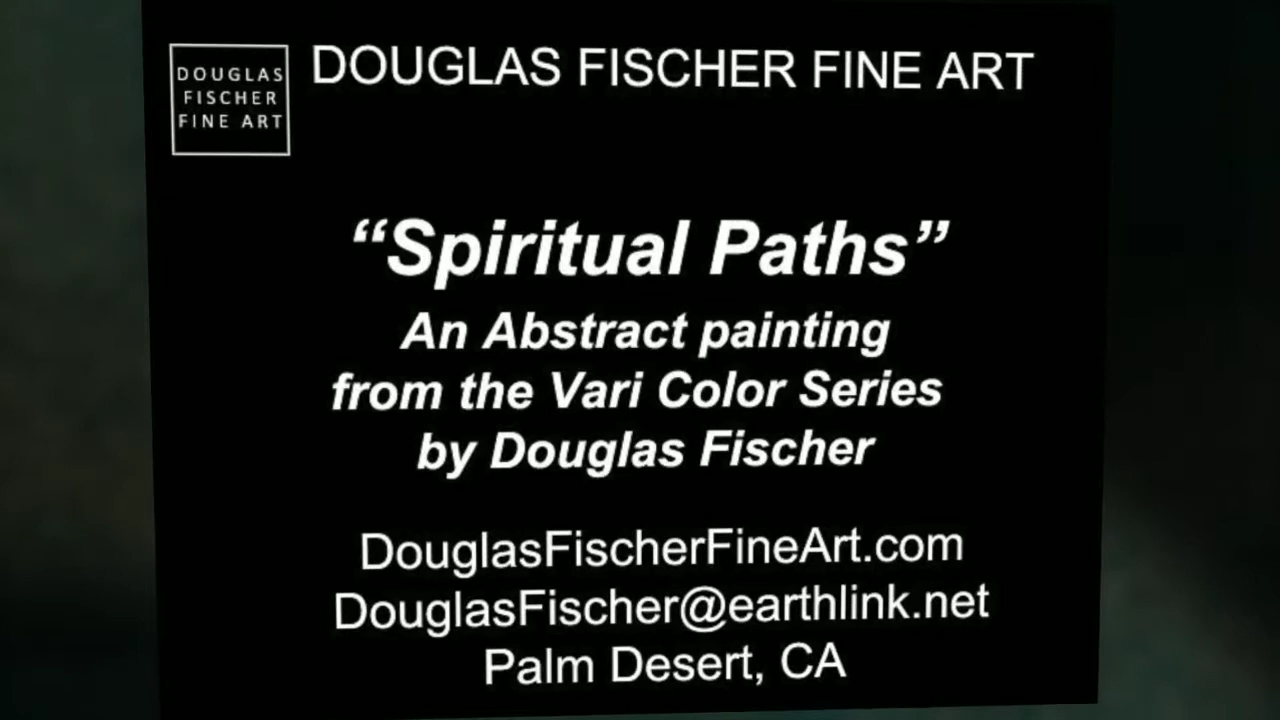 DOUGLAS
FISCHER
FINE ART
DOUGLAS FISCHER FINE ART
“Spiritual Paths”
An Abstract painting
from the Vari Color Series
by Douglas Fischer
DouglasFischerFineArt.com
DouglasFischer@earthlink.net
Palm Desert, CA